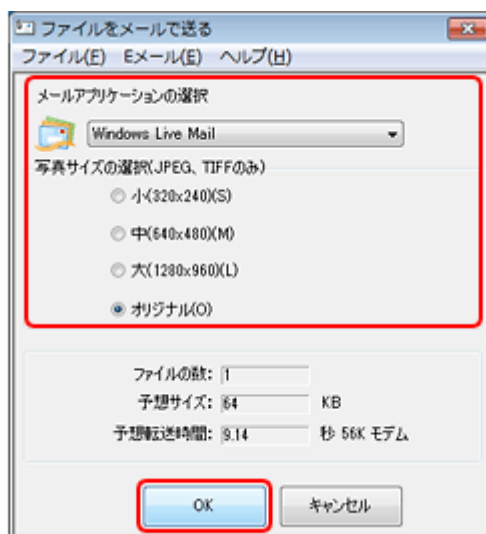 ファイルをメールで送る
ファイル(F) Eメール(E) ヘルプ(H)
メールアプリケーションの選択
Windows Live Mail
写真サイズの選択(JPEG、TIFFのみ)
小(320x240)(S)
中(640x480)(M)
大(1280x960)(L)
オリジナル(O)
ファイルの数: 1
予想サイズ: 64 KB
予想転送時間: 9.14 秒 56K モデム
OK キャンセル